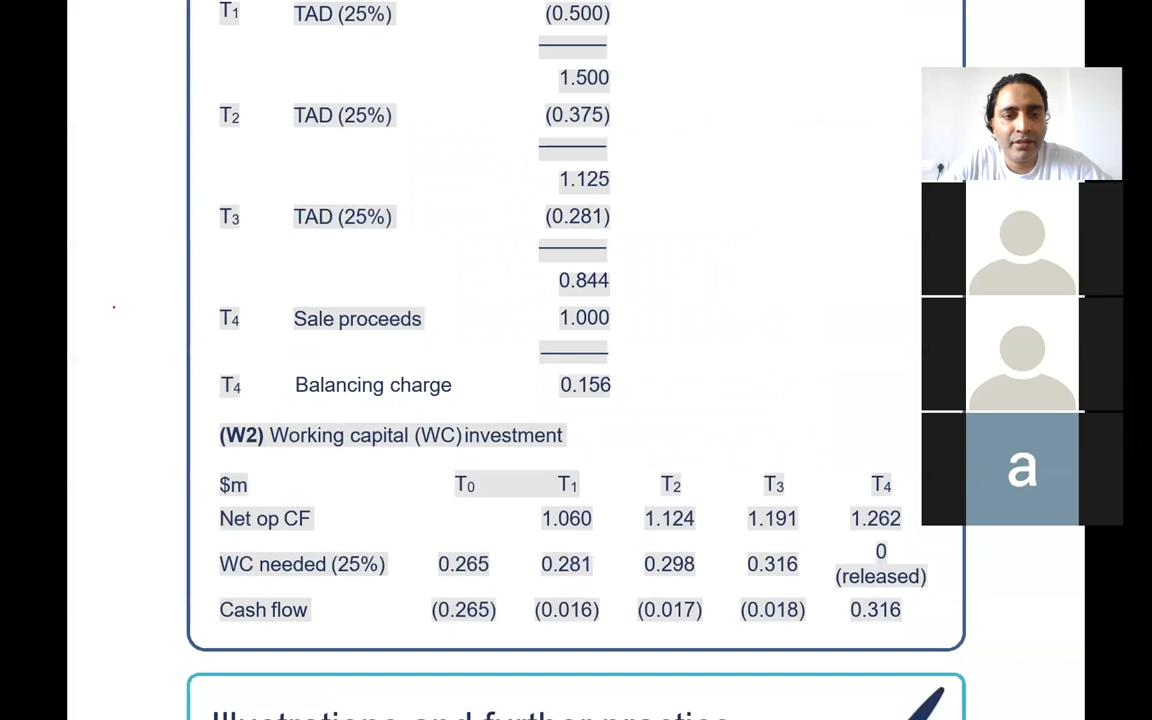 T1 TAD (25%) (0.500)
1.500
T2 TAD (25%) (0.375)
1.125
T3 TAD (25%) (0.281)
0.844
T4 Sale proceeds 1.000
T4 Balancing charge 0.156
(W2) Working capital (WC) investment
$m T0 T1 T2 T3 T4
Net op CF 1.060 1.124 1.191 1.262
WC needed (25%) 0.265 0.281 0.298 0.316 0 (released)
Cash flow (0.265) (0.016) (0.017) (0.018) 0.316
Illustrations and further practice
a